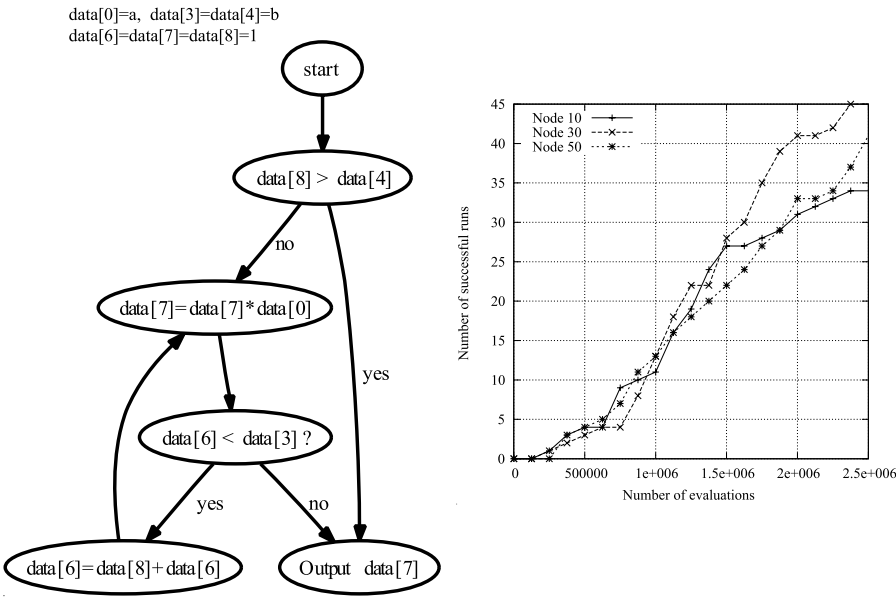 data[0]=a, data[3]=data[4]=b
data[6]=data[7]=data[8]=1
start
data[8] > data[4]
no
data[7]=data[7]*data[0]
yes
data[6] < data[3] ?
yes
no
data[6]=data[8]+data[6]
Output data[7]
45
40
35
30
25
20
15
10
5
0
Number of successful runs
Node 10
Node 30
Node 50
0 500000 1e+006 1.5e+006 2e+006 2.5e+006
Number of evaluations